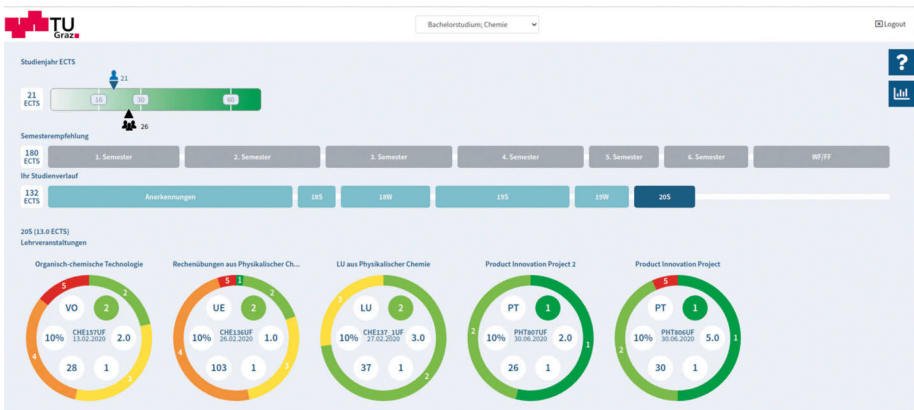 TU
Graz
Bachelorstudium; Chemie
Logout
?
Studienjahr ECTS
21
21
ECTS
16
30
60
26
Semesterempfehlung
180
ECTS
1. Semester
2. Semester
3. Semester
4. Semester
5. Semester
6. Semester
WF/FF
Ihr Studienverlauf
132
ECTS
Anerkennungen
18S
18W
19S
19W
20S
20S (13.0 ECTS)
Lehrveranstaltungen
Organisch-chemische Technologie
5
2
VO
2
10%
CHE157UF
13.02.2020
2.0
4
3
28
1
Rechenübungen aus Physikalischer Ch...
5
1
2
UE
2
10%
CHE136UF
26.02.2020
1.0
4
3
103
1
LU aus Physikalischer Chemie
3
LU
2
10%
CHE137_1UF
27.02.2020
3.0
37
1
2
Product Innovation Project 2
PT
1
2
10%
PHT807UF
30.06.2020
2.0
1
26
1
Product Innovation Project
5
PT
1
2
10%
PHT806UF
30.06.2020
5.0
1
30
1